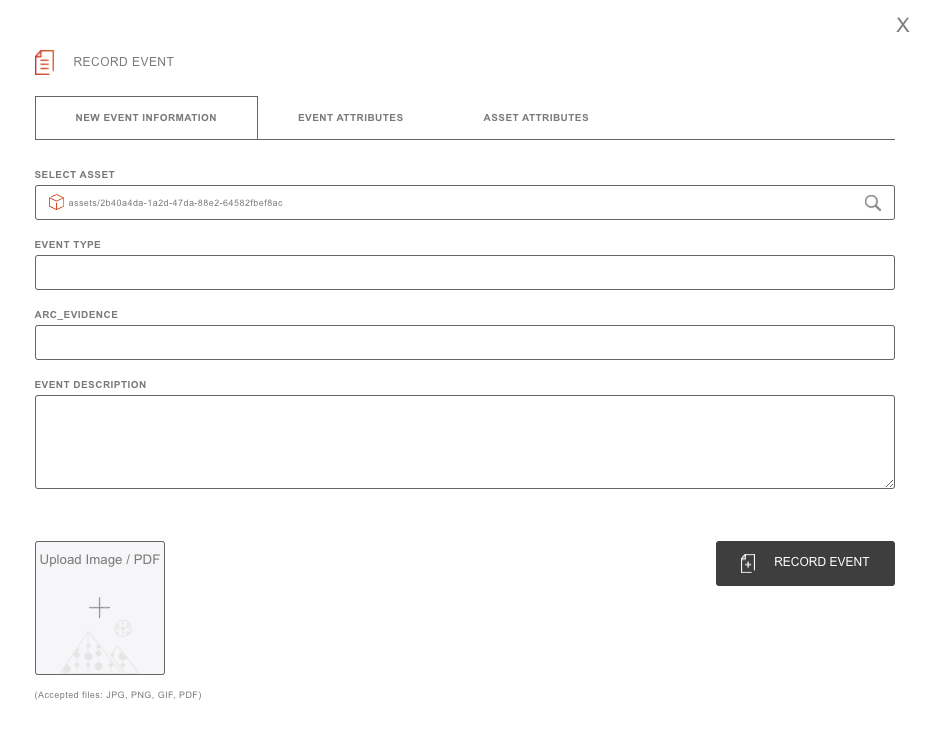 X
RECORD EVENT
NEW EVENT INFORMATION
EVENT ATTRIBUTES
ASSET ATTRIBUTES
SELECT ASSET
assets/2b40a4da-1a2d-47da-88e2-64582fbef8ac
EVENT TYPE
ARC_EVIDENCE
EVENT DESCRIPTION
Upload Image / PDF
RECORD EVENT
(Accepted files: JPG, PNG, GIF, PDF)